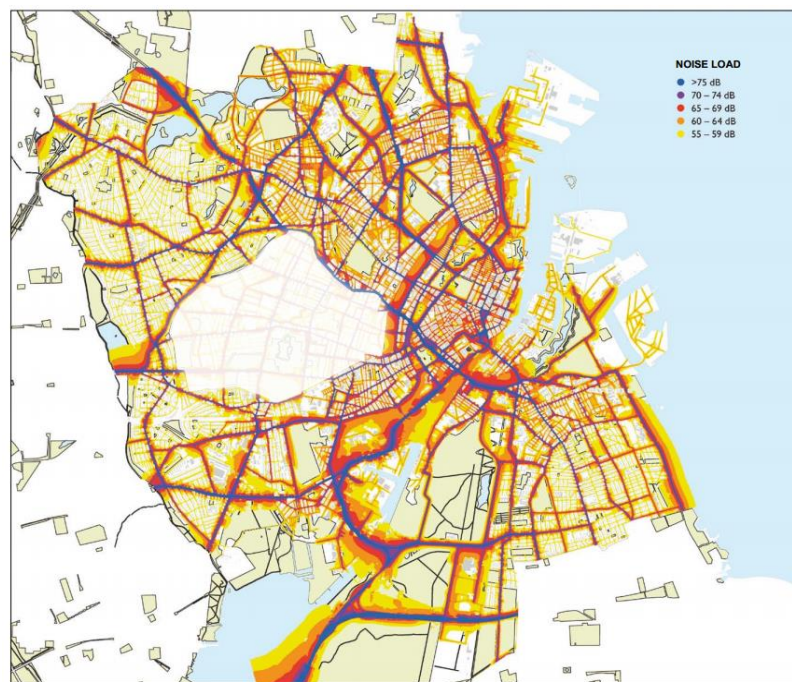 NOISE LOAD
>75 dB
70 – 74 dB
65 – 69 dB
60 – 64 dB
55 – 59 dB